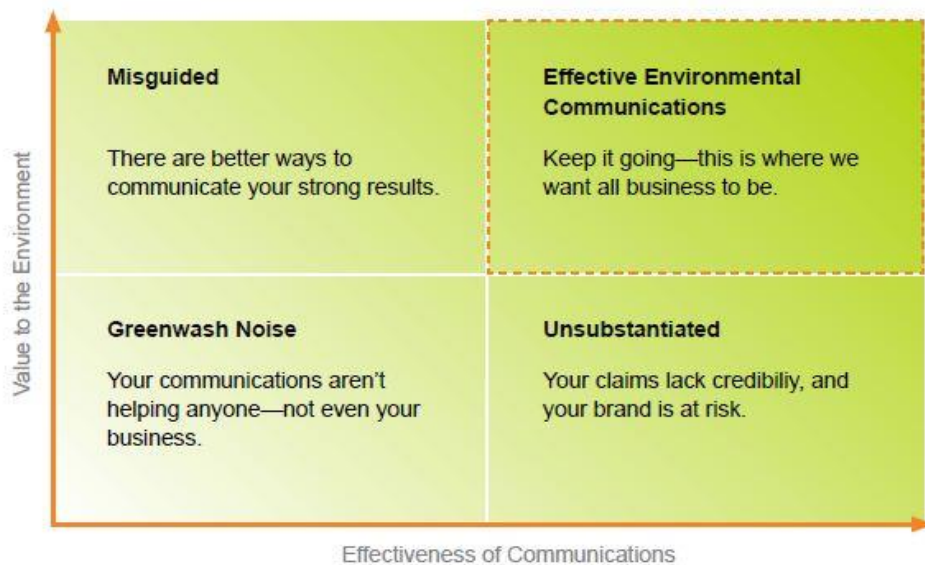 Value to the Environment
Misguided
There are better ways to
communicate your strong results.
Effective Environmental
Communications
Keep it going—this is where we
want all business to be.
Greenwash Noise
Your communications aren't
helping anyone—not even your
business.
Unsubstantiated
Your claims lack credibiliy, and
your brand is at risk.
Effectiveness of Communications